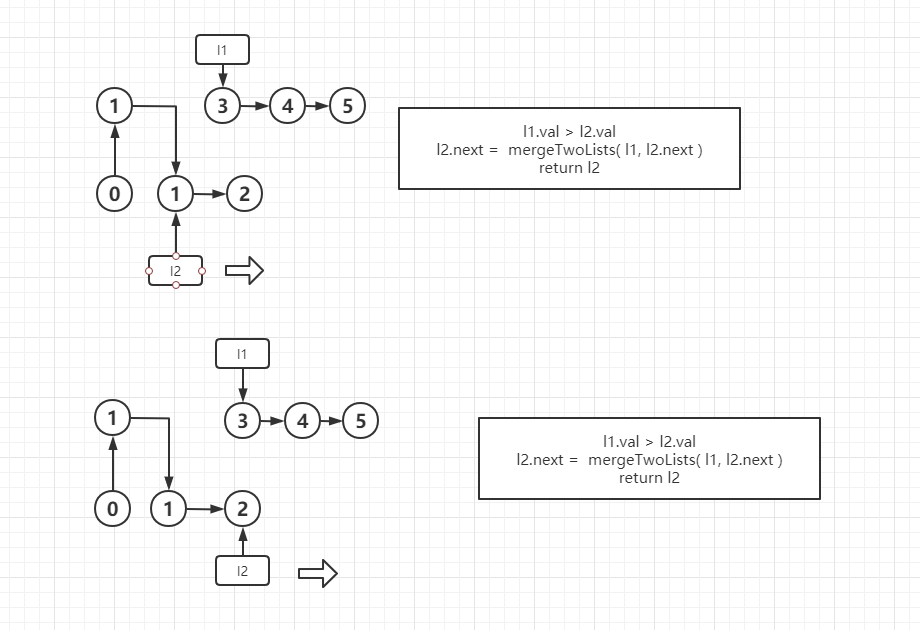 l1
1
3
4
5
l1.val > l2.val
l2.next = mergeTwoLists( l1, l2.next )
return l2
0
1
2
l2
l1
1
3
4
5
l1.val > l2.val
l2.next = mergeTwoLists( l1, l2.next )
return l2
0
1
2
l2